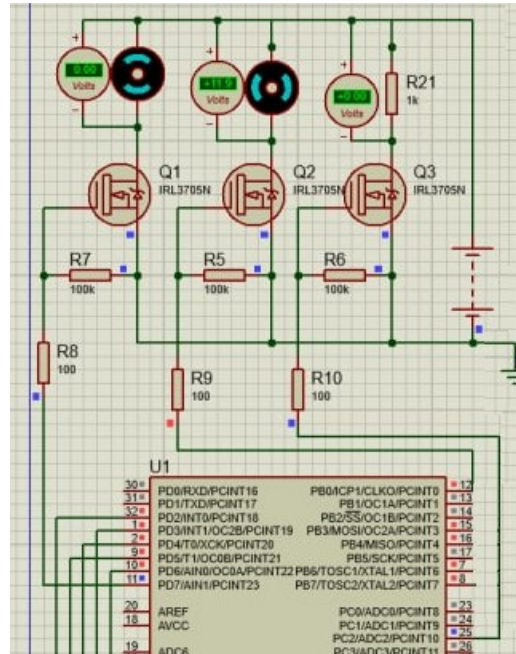 + 0.00 Volts −
+ +11.9 Volts −
+ +0.00 Volts −
R21
1k
Q1
IRL3705N
Q2
IRL3705N
Q3
IRL3705N
R7
100k
R5
100k
R6
100k
R8
100
R9
100
R10
100
U1
30 PD0/RXD/PCINT16 PB0/ICP1/CLKO/PCINT0 12
31 PD1/TXD/PCINT17 PB1/OC1A/PCINT1 13
32 PD2/INT0/PCINT18 PB2/SS/OC1B/PCINT2 14
1 PD3/INT1/OC2B/PCINT19 PB3/MOSI/OC2A/PCINT3 15
2 PD4/T0/XCK/PCINT20 PB4/MISO/PCINT4 16
9 PD5/T1/OC0B/PCINT21 PB5/SCK/PCINT5 17
10 PD6/AIN0/OC0A/PCINT22 PB6/TOSC1/XTAL1/PCINT6 7
11 PD7/AIN1/PCINT23 PB7/TOSC2/XTAL2/PCINT7 8
20 AREF PC0/ADC0/PCINT8 23
18 AVCC PC1/ADC1/PCINT9 24
PC2/ADC2/PCINT10 25
19 ADC6 PC3/ADC3/PCINT11 26